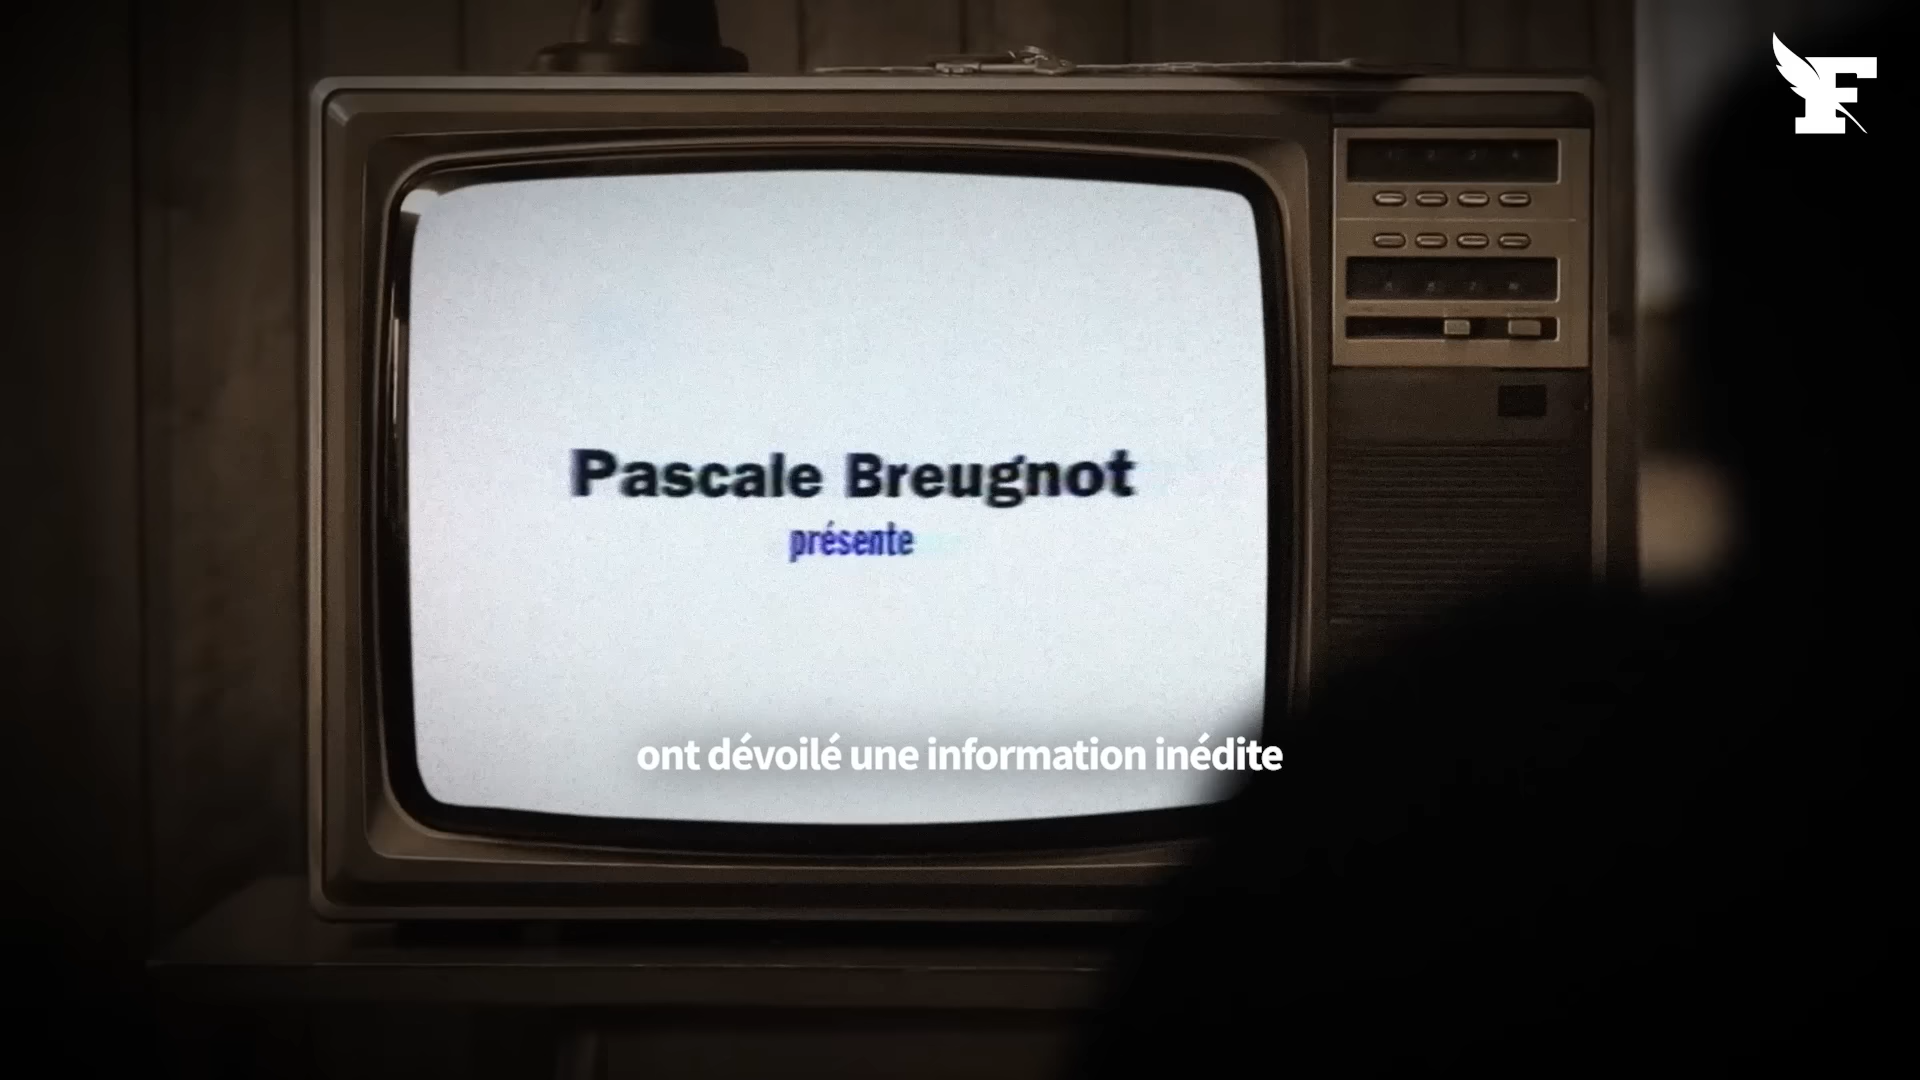 F
Pascale Breugnot
présente
ont dévoilé une information inédite